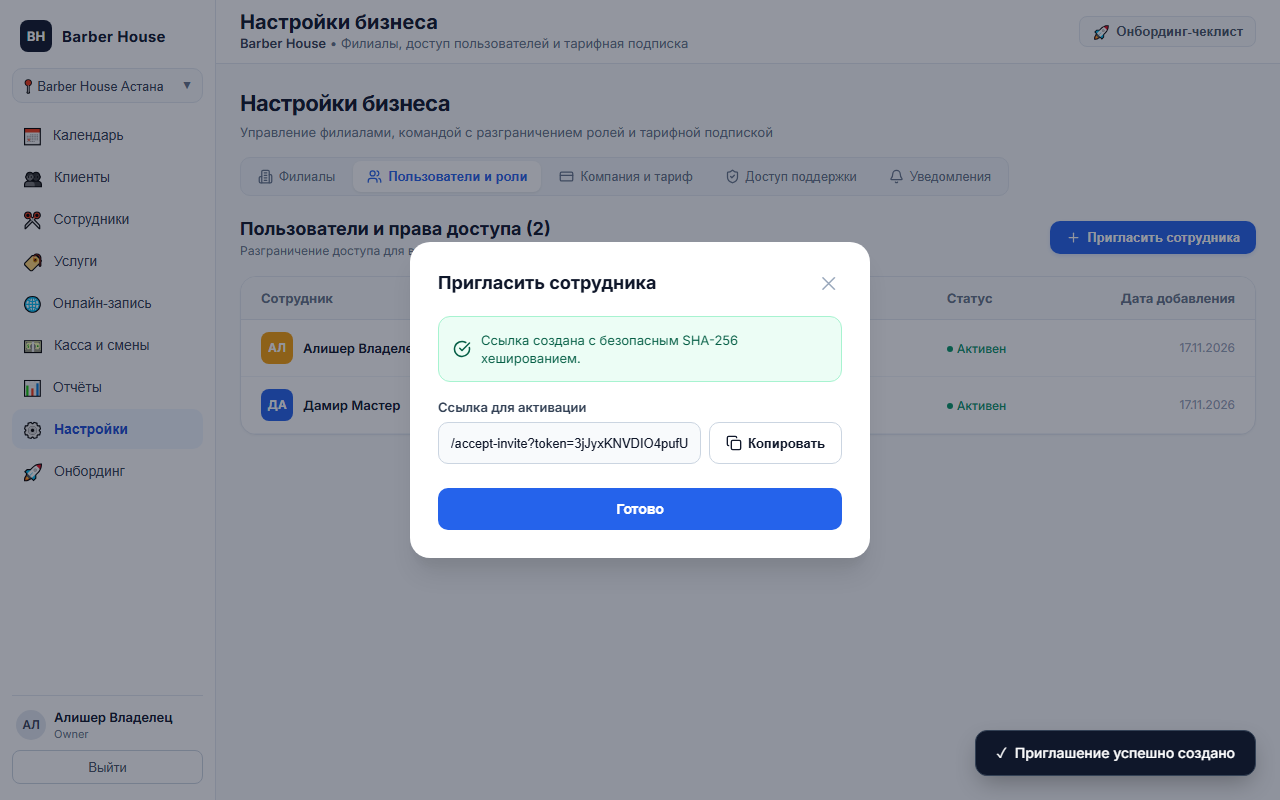 BH Barber House
Barber House Астана ▼
Календарь
Клиенты
Сотрудники
Услуги
Онлайн-запись
Касса и смены
Отчёты
Настройки
Онбординг
АЛ Алишер Владелец
Owner
Выйти
Настройки бизнеса
Barber House • Филиалы, доступ пользователей и тарифная подписка
Онбординг-чеклист
Настройки бизнеса
Управление филиалами, командой с разграничением ролей и тарифной подпиской
Филиалы Пользователи и роли Компания и тариф Доступ поддержки Уведомления
Пользователи и права доступа (2)
Разграничение доступа для
+ Пригласить сотрудника
Сотрудник Статус Дата добавления
АЛ Алишер Владеле Активен 17.11.2026
ДА Дамир Мастер Активен 17.11.2026
Пригласить сотрудника
Ссылка создана с безопасным SHA-256
хешированием.
Ссылка для активации
/accept-invite?token=3jJyxKNVDIO4pufU Копировать
Готово
✓ Приглашение успешно создано